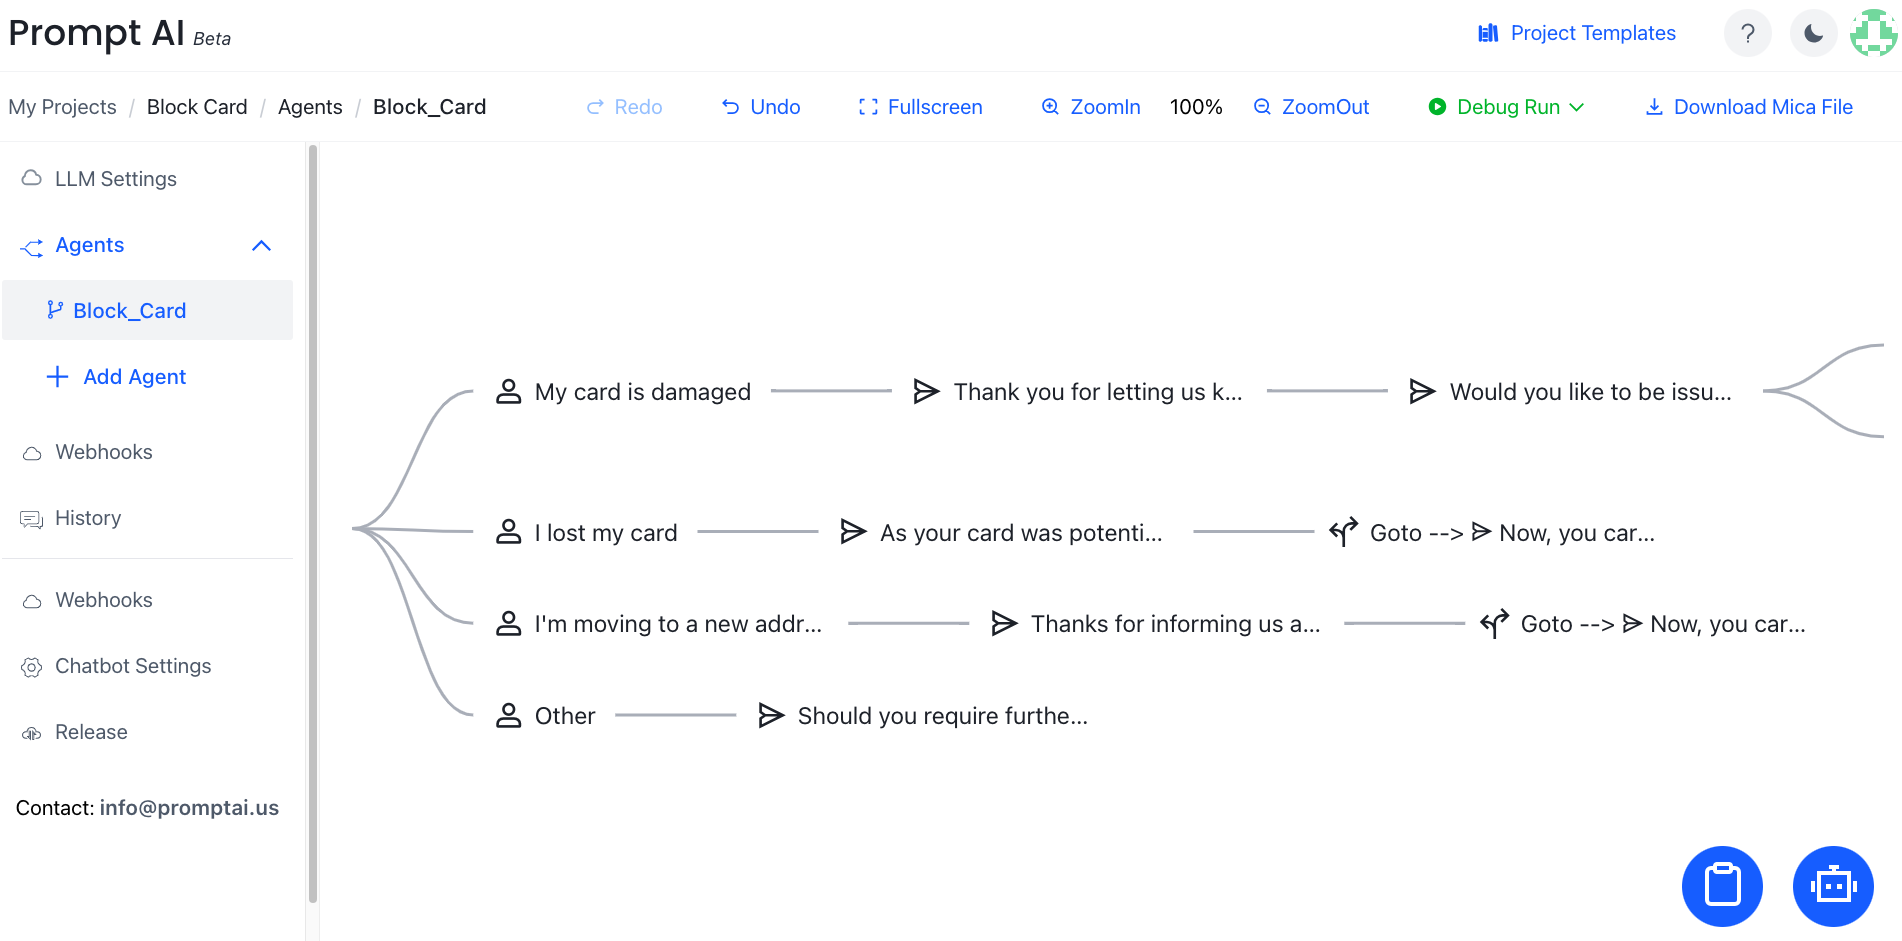 Prompt AI Beta
Project Templates
?
My Projects / Block Card / Agents / Block_Card
Redo
Undo
Fullscreen
ZoomIn
100%
ZoomOut
Debug Run
Download Mica File
LLM Settings
Agents
Block_Card
Add Agent
Webhooks
History
Webhooks
Chatbot Settings
Release
Contact: info@promptai.us
My card is damaged
Thank you for letting us k...
Would you like to be issu...
I lost my card
As your card was potenti...
Goto --> Now, you car...
I'm moving to a new addr...
Thanks for informing us a...
Goto --> Now, you car...
Other
Should you require furthe...